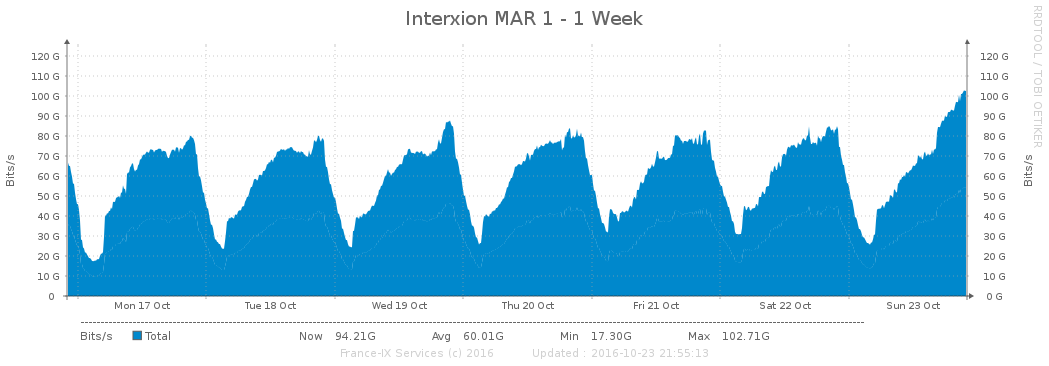 Interxion MAR 1 - 1 Week
RRDTOOL / TOBI OETIKER
Bits/s
120 G 120 G
110 G 110 G
100 G 100 G
90 G 90 G
80 G 80 G
70 G 70 G
60 G 60 G
50 G 50 G
40 G 40 G
30 G 30 G
20 G 20 G
10 G 10 G
0 0 G
Bits/s
Mon 17 Oct Tue 18 Oct Wed 19 Oct Thu 20 Oct Fri 21 Oct Sat 22 Oct Sun 23 Oct
Bits/s Total Now 94.21G Avg 60.01G Min 17.30G Max 102.71G
France-IX Services (c) 2016 Updated : 2016-10-23 21:55:13